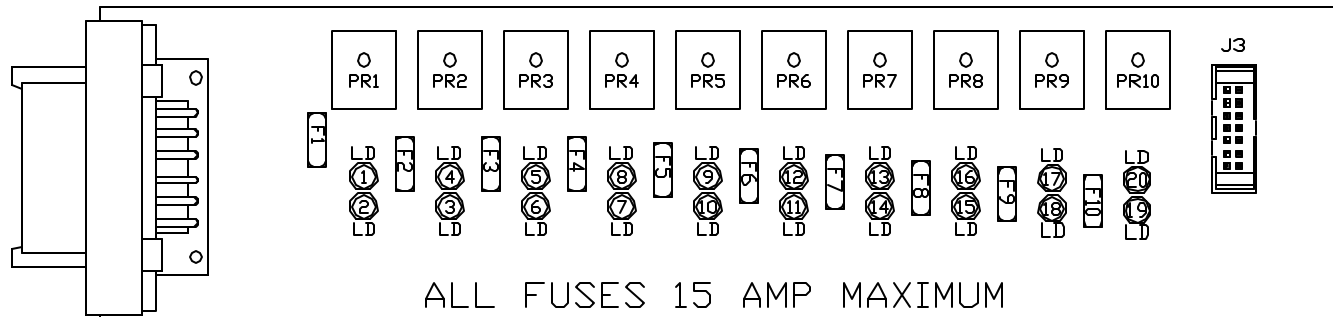 J3
PR1 PR2 PR3 PR4 PR5 PR6 PR7 PR8 PR9 PR10
F1 F2 F3 F4 F5 F6 F7 F8 F9 F10
LD LD LD LD LD LD LD LD LD LD
1 4 5 8 9 12 13 16 17 20
2 3 6 7 10 11 14 15 18 19
LD LD LD LD LD LD LD LD LD LD
ALL FUSES 15 AMP MAXIMUM